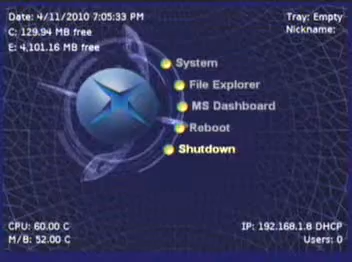 Date: 4/11/2010 7:05:33 PM
Tray: Empty
C: 129.94 MB free
Nickname:
E: 4,101.16 MB free
System
File Explorer
MS Dashboard
Reboot
Shutdown
CPU: 60.00 C
IP: 192.168.1.8 DHCP
M/B: 52.00 C
Users: 0